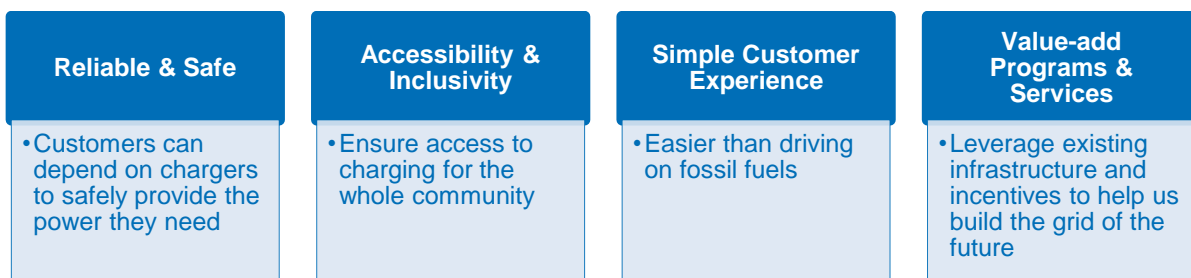 Reliable & Safe
•Customers can
depend on chargers
to safely provide the
power they need
Accessibility &
Inclusivity
•Ensure access to
charging for the
whole community
Simple Customer
Experience
•Easier than driving
on fossil fuels
Value-add
Programs &
Services
•Leverage existing
infrastructure and
incentives to help us
build the grid of the
future